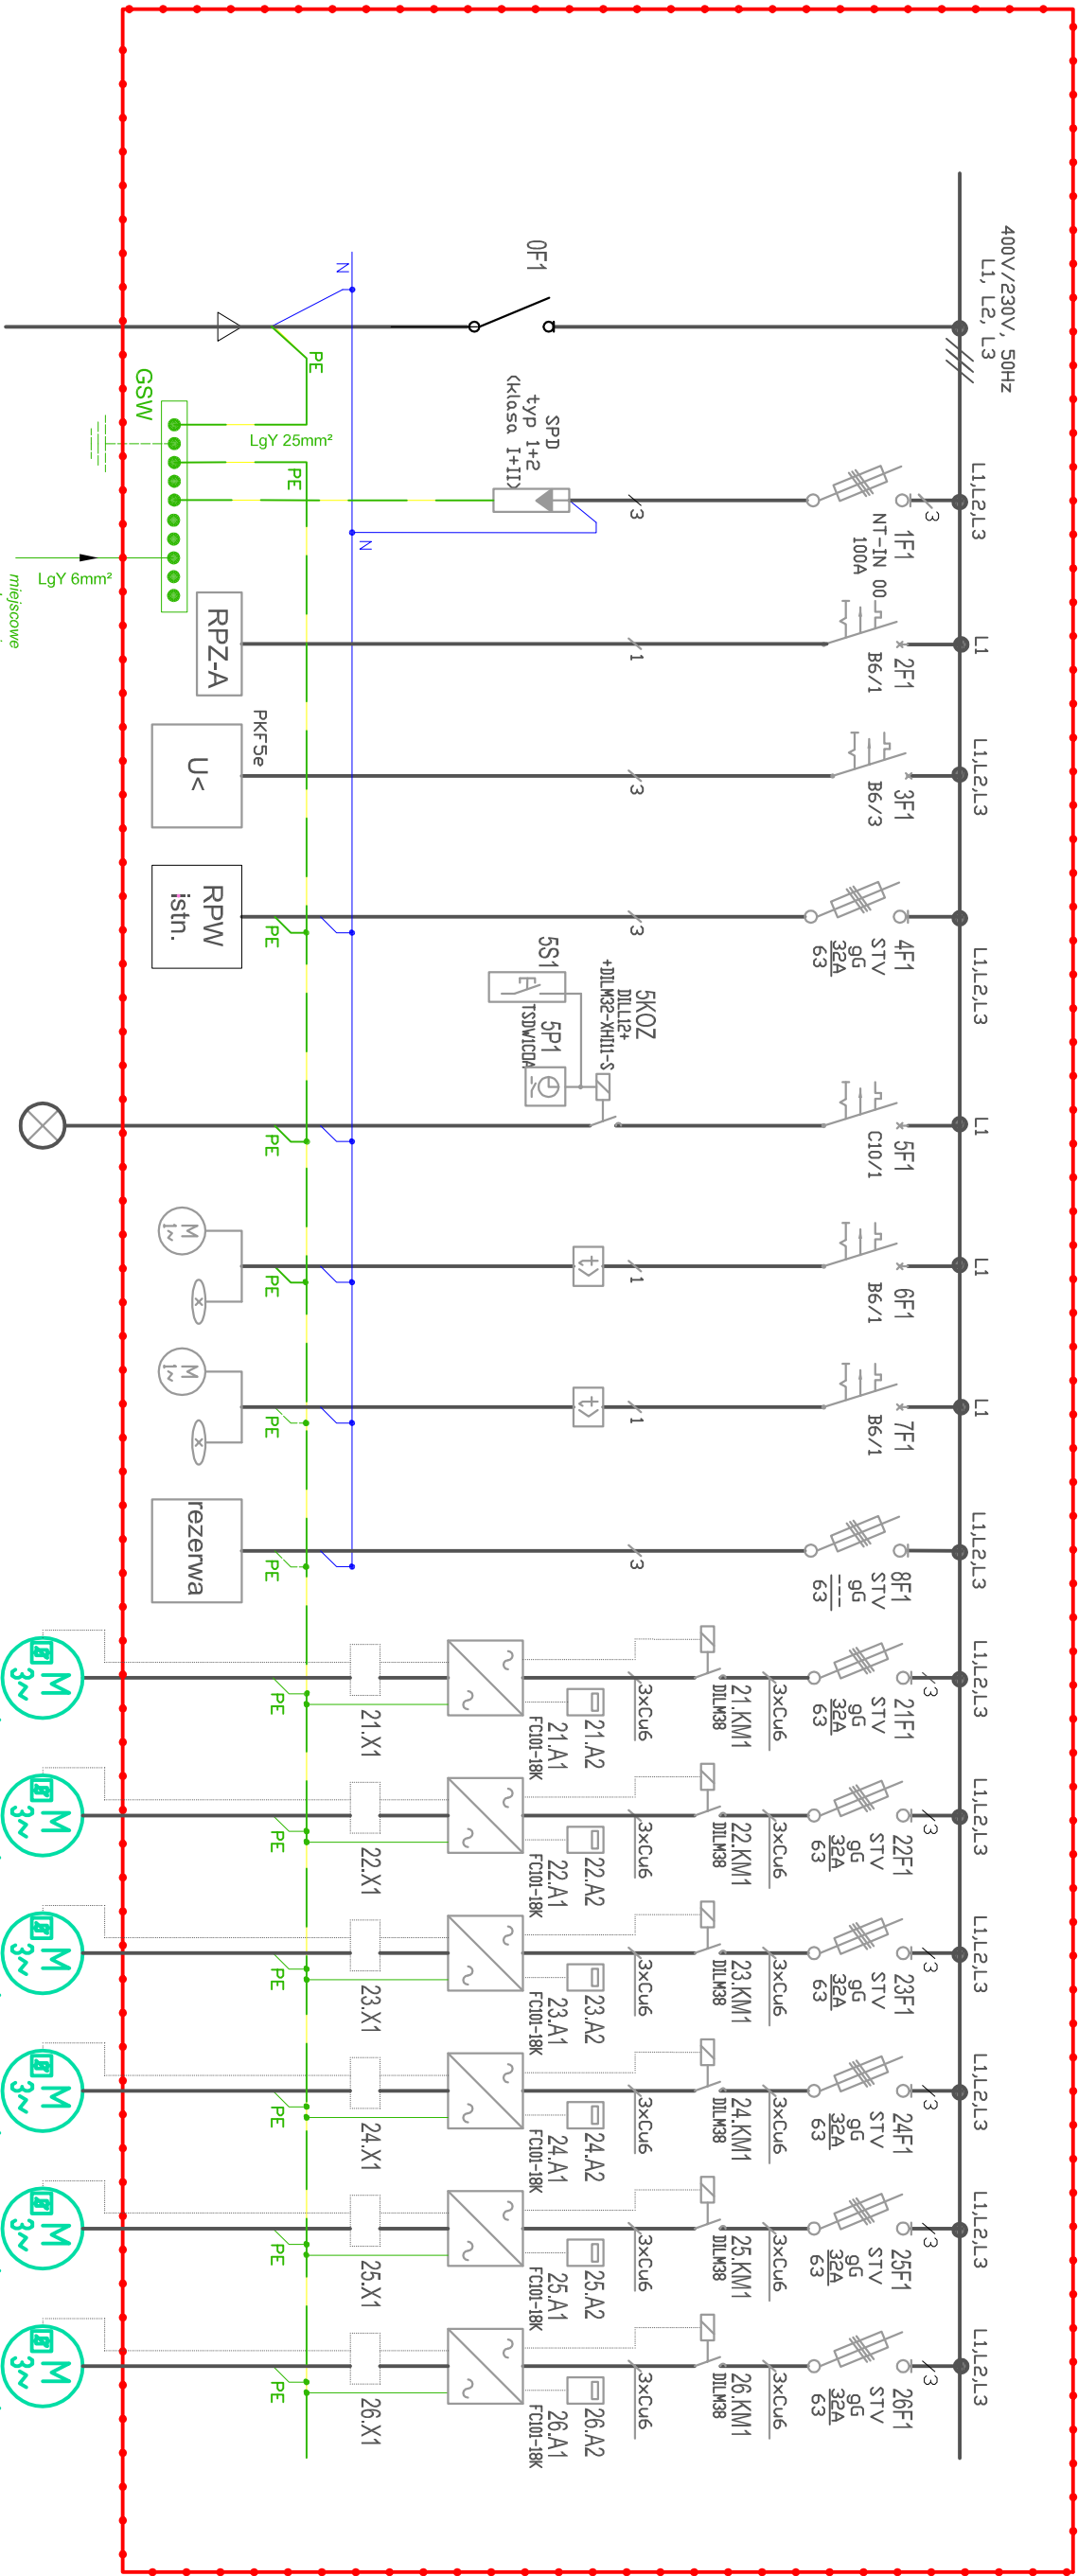 400V/230V, 50Hz
L1, L2, L3
0F1
N
PE
LgY 25mm²
GSW
PE
LgY 6mm²
miejscowe
L1,L2,L3
3
1F1
NT-IN 00
100A
3
SPD
typ 1+2
(klasa I+II)
N
L1
2F1
B6/1
1
RPZ-A
L1,L2,L3
3F1
B6/3
3
PKF5e
U<
L1,L2,L3
4F1
STV
gG
32A
63
3
PE
RPW
istn.
L1
5F1
C10/1
5KOZ
DILL12+
+DILM32-XHI11-S
5S1
5P1
TSDW1COA
PE
L1
6F1
B6/1
1
t>
PE
M
1~
L1
7F1
B6/1
1
t>
PE
M
1~
L1,L2,L3
8F1
STV
gG
---
63
3
PE
rezerwa
L1,L2,L3
3
21F1
STV
gG
32A
63
3xCu6
21.KM1
DILM38
3xCu6
21.A2
21.A1
FC101-18K
21.X1
PE
M
3~
L1,L2,L3
3
22F1
STV
gG
32A
63
3xCu6
22.KM1
DILM38
3xCu6
22.A2
22.A1
FC101-18K
22.X1
PE
M
3~
L1,L2,L3
3
23F1
STV
gG
32A
63
3xCu6
23.KM1
DILM38
3xCu6
23.A2
23.A1
FC101-18K
23.X1
PE
M
3~
L1,L2,L3
3
24F1
STV
gG
32A
63
3xCu6
24.KM1
DILM38
3xCu6
24.A2
24.A1
FC101-18K
24.X1
PE
M
3~
L1,L2,L3
3
25F1
STV
gG
32A
63
3xCu6
25.KM1
DILM38
3xCu6
25.A2
25.A1
FC101-18K
25.X1
PE
M
3~
L1,L2,L3
3
26F1
STV
gG
32A
63
3xCu6
26.KM1
DILM38
3xCu6
26.A2
26.A1
FC101-18K
26.X1
PE
M
3~